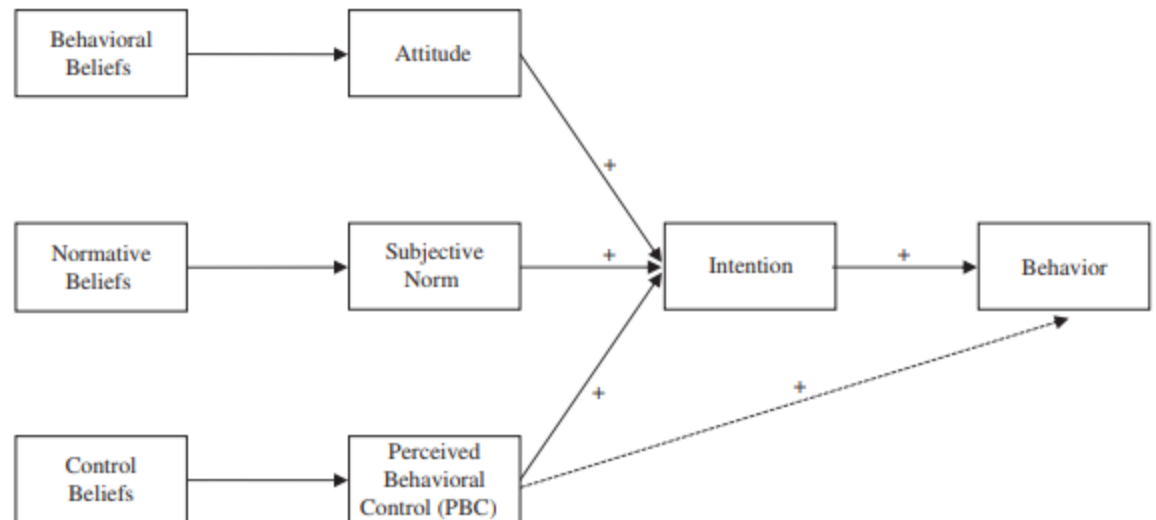 Behavioral
Beliefs
Attitude
+
Normative
Beliefs
Subjective
Norm
+
Intention
+
Behavior
+
+
Control
Beliefs
Perceived
Behavioral
Control (PBC)